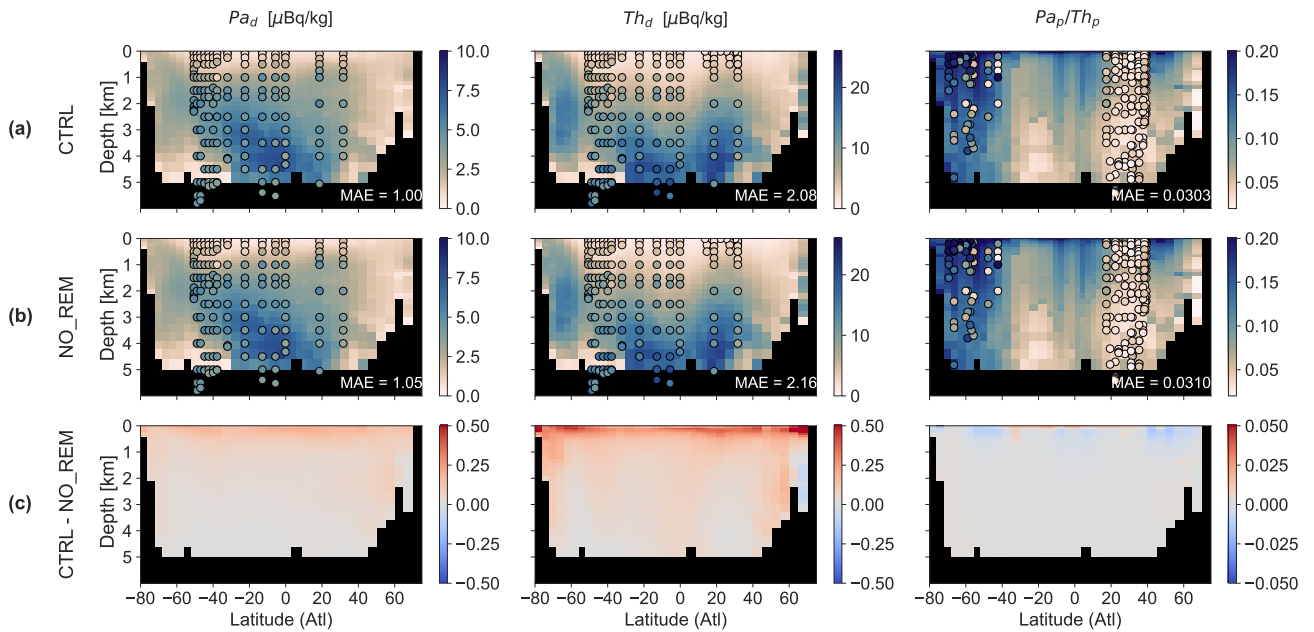 Pa_d [μBq/kg]
Th_d [μBq/kg]
Pa_p/Th_p
(a)
CTRL
Depth [km]
0
1
2
3
4
5
MAE = 1.00
10.0
7.5
5.0
2.5
0.0
MAE = 2.08
20
10
0
MAE = 0.0303
0.20
0.15
0.10
0.05
(b)
NO_REM
Depth [km]
0
1
2
3
4
5
MAE = 1.05
10.0
7.5
5.0
2.5
0.0
MAE = 2.16
20
10
0
MAE = 0.0310
0.20
0.15
0.10
0.05
(c)
CTRL - NO_REM
Depth [km]
0
1
2
3
4
5
0.50
0.25
0.00
−0.25
−0.50
0.50
0.25
0.00
−0.25
−0.50
0.050
0.025
0.000
−0.025
−0.050
−80 −60 −40 −20 0 20 40 60
−80 −60 −40 −20 0 20 40 60
−80 −60 −40 −20 0 20 40 60
Latitude (Atl)
Latitude (Atl)
Latitude (Atl)